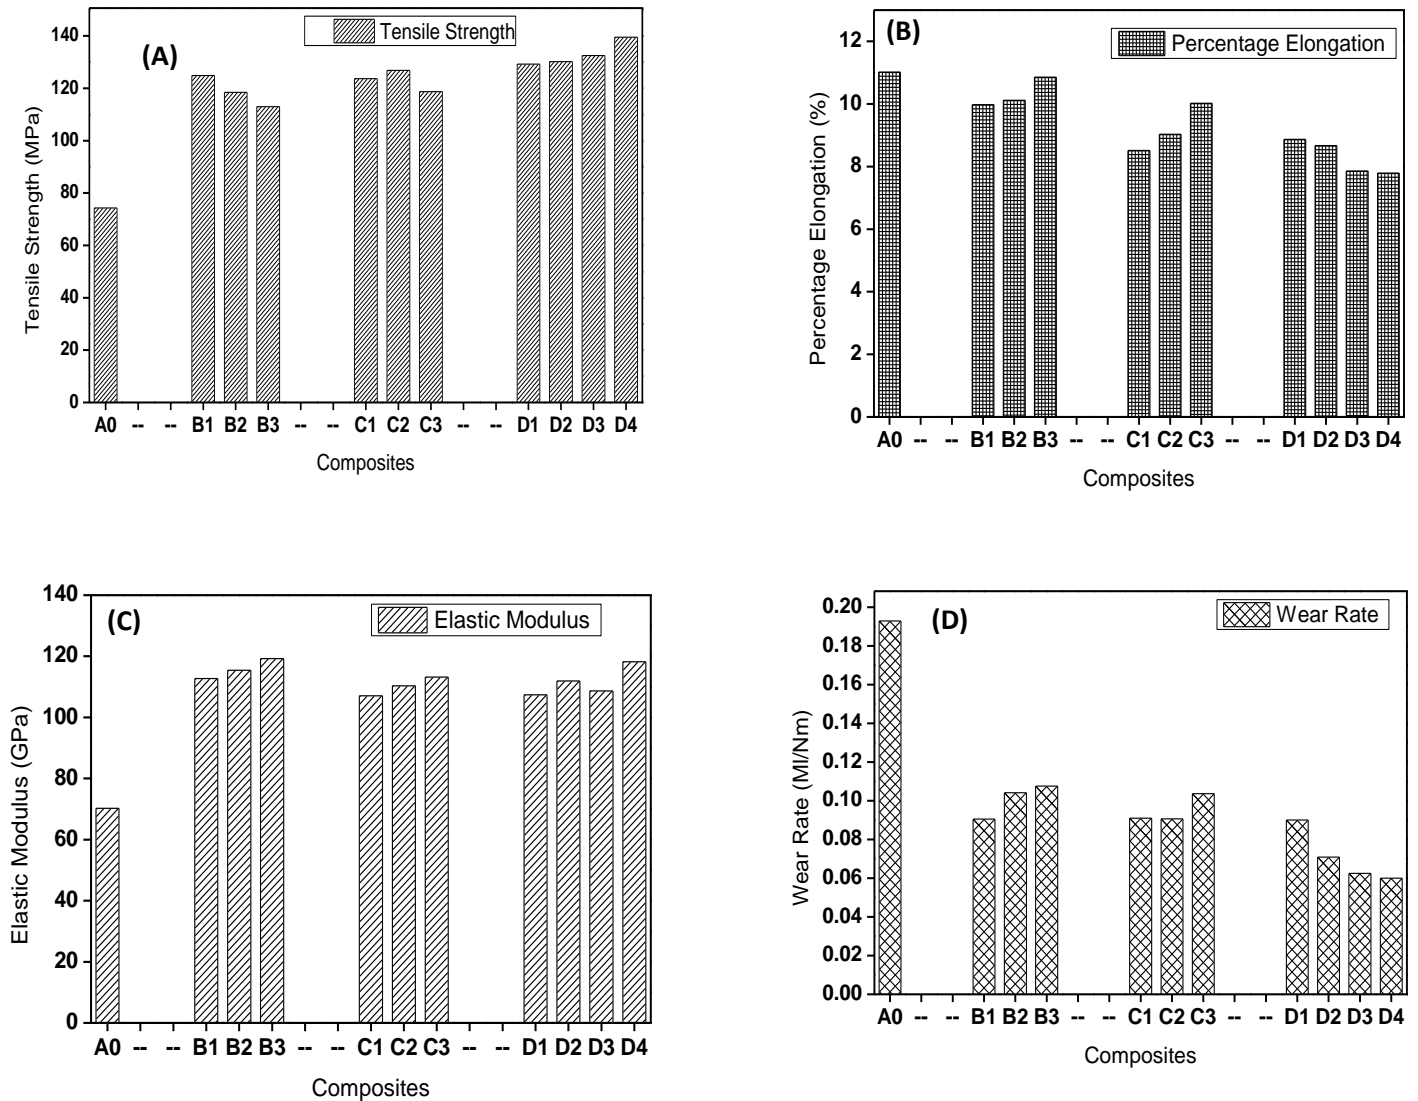 (A)
Tensile Strength
Tensile Strength (MPa)
140
120
100
80
60
40
20
0
A0 -- -- B1 B2 B3 -- -- C1 C2 C3 -- -- D1 D2 D3 D4
Composites
(B)
Percentage Elongation
Percentage Elongation (%)
12
10
8
6
4
2
0
A0 -- -- B1 B2 B3 -- -- C1 C2 C3 -- -- D1 D2 D3 D4
Composites
(C)
Elastic Modulus
Elastic Modulus (GPa)
140
120
100
80
60
40
20
0
A0 -- -- B1 B2 B3 -- -- C1 C2 C3 -- -- D1 D2 D3 D4
Composites
(D)
Wear Rate
Wear Rate (Ml/Nm)
0.20
0.18
0.16
0.14
0.12
0.10
0.08
0.06
0.04
0.02
0.00
A0 -- -- B1 B2 B3 -- -- C1 C2 C3 -- -- D1 D2 D3 D4
Composites